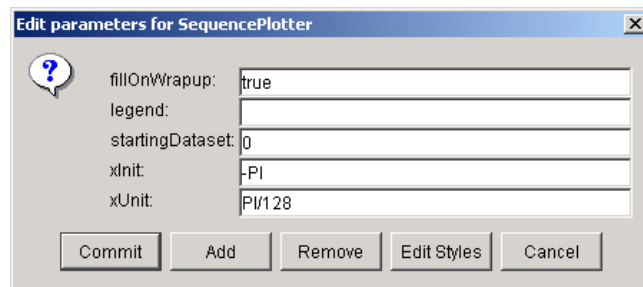 Edit parameters for SequencePlotter
?
fillOnWrapup: true
legend:
startingDataset: 0
xInit: -PI
xUnit: PI/128
Commit Add Remove Edit Styles Cancel